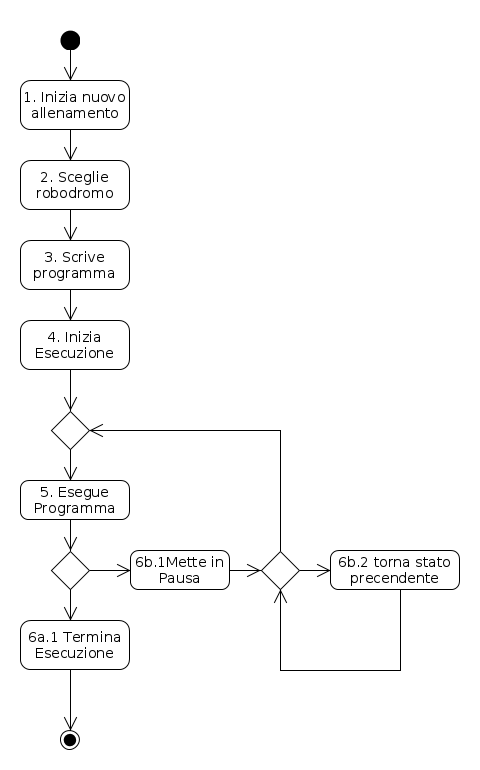 1. Inizia nuovo
allenamento
2. Sceglie
robodromo
3. Scrive
programma
4. Inizia
Esecuzione
5. Esegue
Programma
6b.1Mette in
Pausa
6b.2 torna stato
precendente
6a.1 Termina
Esecuzione